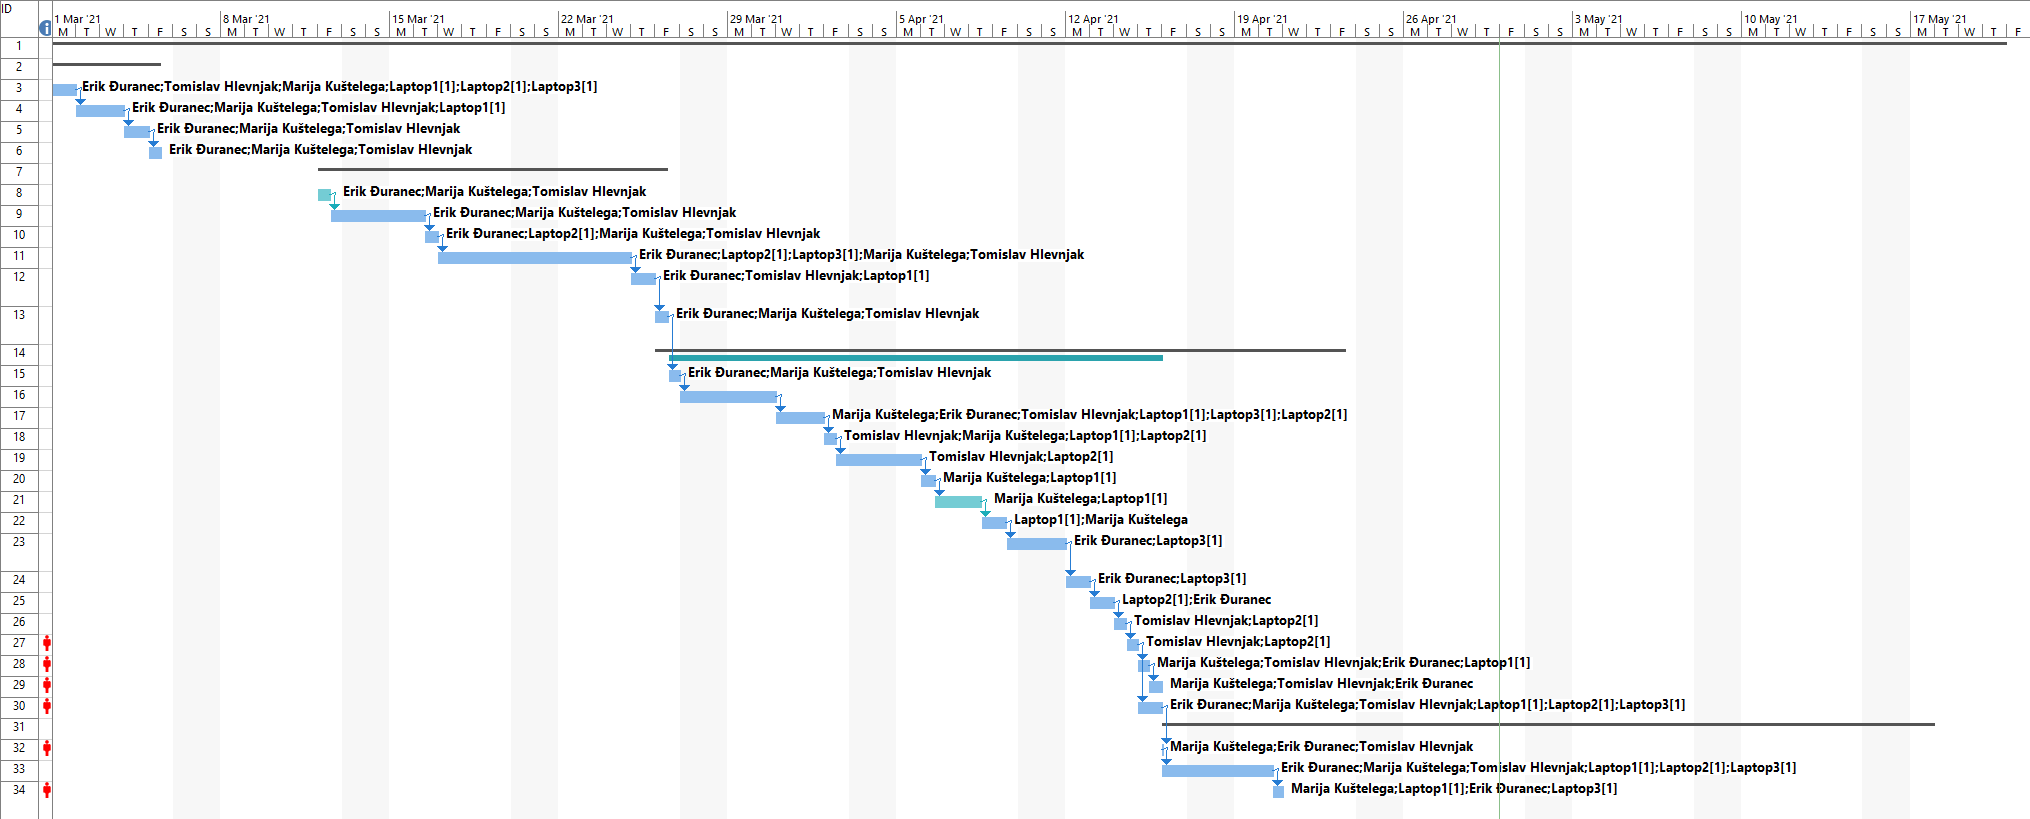 ID
1 Mar '21 8 Mar '21 15 Mar '21 22 Mar '21 29 Mar '21 5 Apr '21 12 Apr '21 19 Apr '21 26 Apr '21 3 May '21 10 May '21 17 May '21
M T W T F S S M T W T F S S M T W T F S S M T W T F S S M T W T F S S M T W T F S S M T W T F S S M T W T F S S M T W T F S S M T W T F S S M T W T F S S M T W T F
1
2
3 Erik Đuranec;Tomislav Hlevnjak;Marija Kuštelega;Laptop1[1];Laptop2[1];Laptop3[1]
4 Erik Đuranec;Marija Kuštelega;Tomislav Hlevnjak;Laptop1[1]
5 Erik Đuranec;Marija Kuštelega;Tomislav Hlevnjak
6 Erik Đuranec;Marija Kuštelega;Tomislav Hlevnjak
7
8 Erik Đuranec;Marija Kuštelega;Tomislav Hlevnjak
9 Erik Đuranec;Marija Kuštelega;Tomislav Hlevnjak
10 Erik Đuranec;Laptop2[1];Marija Kuštelega;Tomislav Hlevnjak
11 Erik Đuranec;Laptop2[1];Laptop3[1];Marija Kuštelega;Tomislav Hlevnjak
12 Erik Đuranec;Tomislav Hlevnjak;Laptop1[1]
13 Erik Đuranec;Marija Kuštelega;Tomislav Hlevnjak
14
15 Erik Đuranec;Marija Kuštelega;Tomislav Hlevnjak
16
17 Marija Kuštelega;Erik Đuranec;Tomislav Hlevnjak;Laptop1[1];Laptop3[1];Laptop2[1]
18 Tomislav Hlevnjak;Marija Kuštelega;Laptop1[1];Laptop2[1]
19 Tomislav Hlevnjak;Laptop2[1]
20 Marija Kuštelega;Laptop1[1]
21 Marija Kuštelega;Laptop1[1]
22 Laptop1[1];Marija Kuštelega
23 Erik Đuranec;Laptop3[1]
24 Erik Đuranec;Laptop3[1]
25 Laptop2[1];Erik Đuranec
26 Tomislav Hlevnjak;Laptop2[1]
27 Tomislav Hlevnjak;Laptop2[1]
28 Marija Kuštelega;Tomislav Hlevnjak;Erik Đuranec;Laptop1[1]
29 Marija Kuštelega;Tomislav Hlevnjak;Erik Đuranec
30 Erik Đuranec;Marija Kuštelega;Tomislav Hlevnjak;Laptop1[1];Laptop2[1];Laptop3[1]
31
32 Marija Kuštelega;Erik Đuranec;Tomislav Hlevnjak
33 Erik Đuranec;Marija Kuštelega;Tomislav Hlevnjak;Laptop1[1];Laptop2[1];Laptop3[1]
34 Marija Kuštelega;Laptop1[1];Erik Đuranec;Laptop3[1]